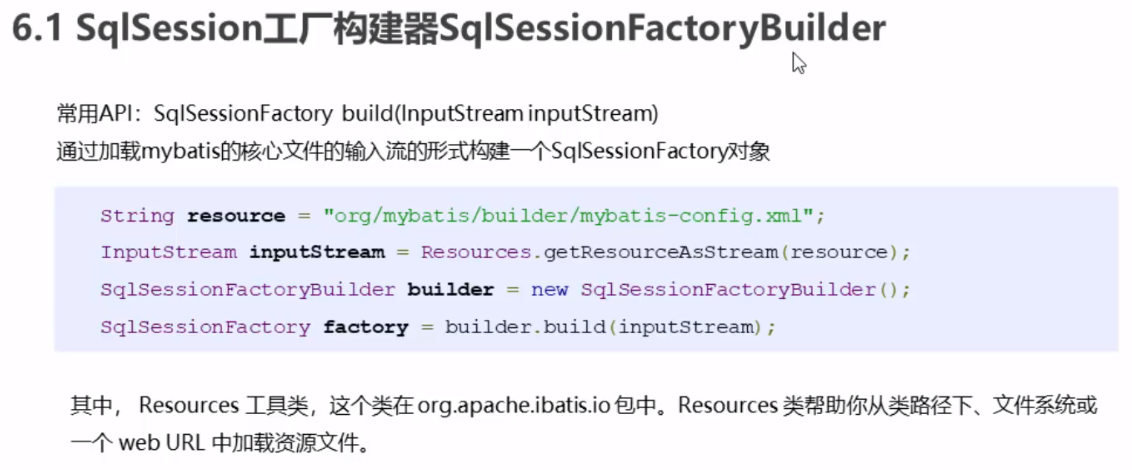 6.1 SqlSession工厂构建器SqlSessionFactoryBuilder
常用API：SqlSessionFactory build(InputStream inputStream)
通过加载mybatis的核心文件的输入流的形式构建一个SqlSessionFactory对象
String resource = "org/mybatis/builder/mybatis-config.xml";
InputStream inputStream = Resources.getResourceAsStream(resource);
SqlSessionFactoryBuilder builder = new SqlSessionFactoryBuilder();
SqlSessionFactory factory = builder.build(inputStream);
其中， Resources 工具类，这个类在 org.apache.ibatis.io 包中。Resources 类帮助你从类路径下、文件系统或
一个 web URL 中加载资源文件。